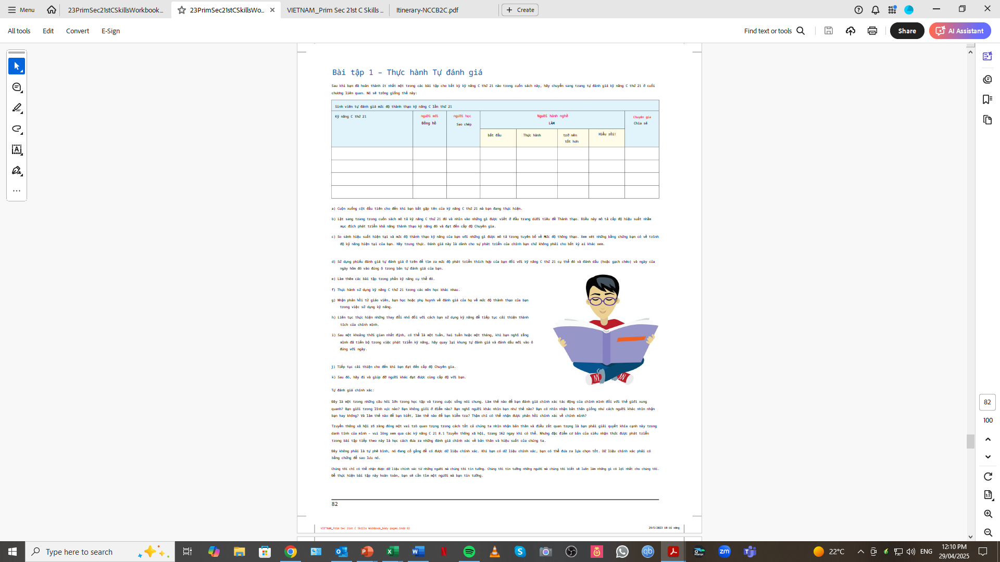 Menu
23PrimSec21stCSkillsWorkbook...
23PrimSec21stCSkillsWo...
VIETNAM_Prim Sec 21st C Skills ...
Itinerary-NCCB2C.pdf
Create
All tools
Edit
Convert
E-Sign
Find text or tools
Share
AI Assistant
Bài tập 1 – Thực hành Tự đánh giá
Sau khi bạn đã hoàn thành ít nhất một trong các bài tập cho bất kỳ kỹ năng C thứ 21 nào trong cuốn sách này, hãy chuyển sang trang tự đánh giá kỹ năng C thứ 21 ở cuối
chương liên quan. Nó sẽ trông giống thế này:
Sinh viên tự đánh giá mức độ thành thạo kỹ năng C lần thứ 21
Kỹ năng C thứ 21
người mới
Đồng hồ
người học
Sao chép
Người hành nghề
LÀM
Chuyên gia
Chia sẻ
bắt đầu
Thực hành
trở nên
tốt hơn
Hiểu rồi!
a) Cuộn xuống cột đầu tiên cho đến khi bạn bắt gặp tên của kỹ năng C thứ 21 mà bạn đang thực hiện.
b) Lật sang trang trong cuốn sách mô tả kỹ năng C thứ 21 đó và nhìn vào những gì được viết ở đầu trang dưới tiêu đề Thành thạo. Điều này mô tả cấp độ hiệu suất nhằm
mục đích phát triển khả năng thành thạo kỹ năng đó và đạt đến cấp độ Chuyên gia.
c) So sánh hiệu suất hiện tại và mức độ thành thạo kỹ năng của bạn với những gì được mô tả trong tuyên bố về Mức độ thông thạo. Xem xét những bằng chứng bạn có về trình
độ kỹ năng hiện tại của bạn. Hãy trung thực. Đánh giá này là dành cho sự phát triển của chính bạn chứ không phải cho bất kỳ ai khác xem.
d) Sử dụng phiếu đánh giá tự đánh giá ở trên để tìm ra mức độ phát triển thích hợp của bạn đối với kỹ năng C thứ 21 cụ thể đó và đánh dấu (hoặc gạch chéo) và ngày của
ngày hôm đó vào đúng ô trong bản tự đánh giá của bạn.
e) Làm thêm các bài tập trong phần kỹ năng cụ thể đó.
f) Thực hành sử dụng kỹ năng C thứ 21 trong các môn học khác nhau.
g) Nhận phản hồi từ giáo viên, bạn học hoặc phụ huynh về đánh giá của họ về mức độ thành thạo của bạn
trong việc sử dụng kỹ năng.
h) Liên tục thực hiện những thay đổi nhỏ đối với cách bạn sử dụng kỹ năng để tiếp tục cải thiện thành
tích của chính mình.
i) Sau một khoảng thời gian nhất định, có thể là một tuần, hai tuần hoặc một tháng, khi bạn nghĩ rằng
mình đã tiến bộ trong việc phát triển kỹ năng, hãy quay lại khung tự đánh giá và đánh dấu mới vào ô
đúng với ngày.
j) Tiếp tục cải thiện cho đến khi bạn đạt đến cấp độ Chuyên gia.
k) Sau đó, hãy đi và giúp đỡ người khác đạt được cùng cấp độ với bạn.
Tự đánh giá chính xác:
Đây là một trong những câu hỏi lớn trong học tập và trong cuộc sống nói chung. Làm thế nào để bạn đánh giá chính xác tác động của chính mình đối với thế giới xung
quanh? Bạn giỏi trong lĩnh vực nào? Bạn không giỏi ở điểm nào? Bạn nghĩ người khác nhìn bạn như thế nào? Bạn có nhìn nhận bản thân giống như cách người khác nhìn nhận
bạn hay không? Và làm thế nào để bạn biết, làm thế nào để bạn kiểm tra? Thậm chí có thể nhận được phản hồi chính xác về chính mình?
Truyền thông xã hội rõ ràng đóng một vai trò quan trọng trong cách tất cả chúng ta nhìn nhận bản thân và điều rất quan trọng là bạn phải giải quyết khía cạnh này trong
danh tính của mình – vui lòng xem qua các kỹ năng C 21 8.1 Truyền thông xã hội, trang 162 ngay khi có thể. Nhưng đặc điểm cơ bản của siêu nhận thức được phát triển
trong bài tập tiếp theo này là học cách đưa ra những đánh giá chính xác về bản thân và hiệu suất của chúng ta.
Đây không phải là tự phê bình, nó đang cố gắng để có được dữ liệu chính xác. Khi bạn có dữ liệu chính xác, bạn có thể đưa ra lựa chọn tốt. Dữ liệu chính xác phải có
bằng chứng để sao lưu nó.
Chúng tôi chỉ có thể nhận được dữ liệu chính xác từ những người mà chúng tôi tin tưởng. Chúng tôi tin tưởng những người mà chúng tôi biết sẽ luôn làm những gì có lợi nhất cho chúng tôi.
Để thực hiện bài tập này hoàn toàn, bạn sẽ cần tìm một người mà bạn tin tưởng.
82
VIETNAM_Prim Sec 21st C Skills Workbook_body pages.indd 82
29/5/2023 10:16 sáng
82
100
Type here to search
22°C
ENG
12:10 PM
29/04/2025